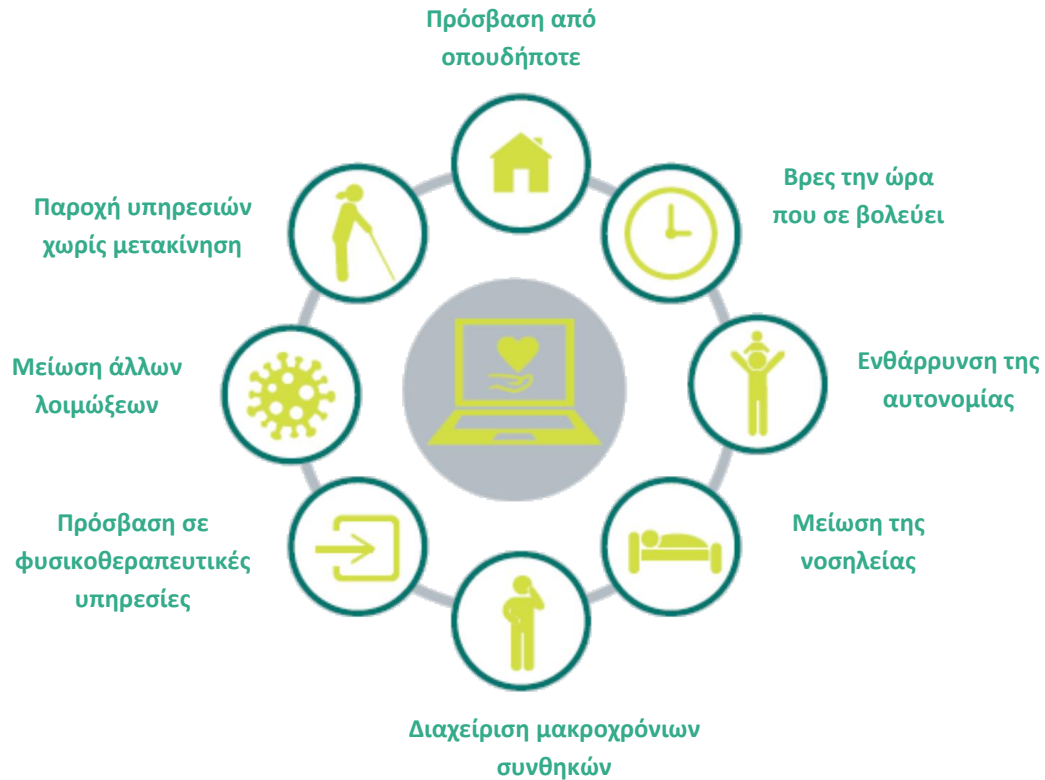 Πρόσβαση από
οπουδήποτε
Βρες την ώρα
που σε βολεύει
Ενθάρρυνση της
αυτονομίας
Μείωση της
νοσηλείας
Διαχείριση μακροχρόνιων
συνθηκών
Πρόσβαση σε
φυσικοθεραπευτικές
υπηρεσίες
Μείωση άλλων
λοιμώξεων
Παροχή υπηρεσιών
χωρίς μετακίνηση